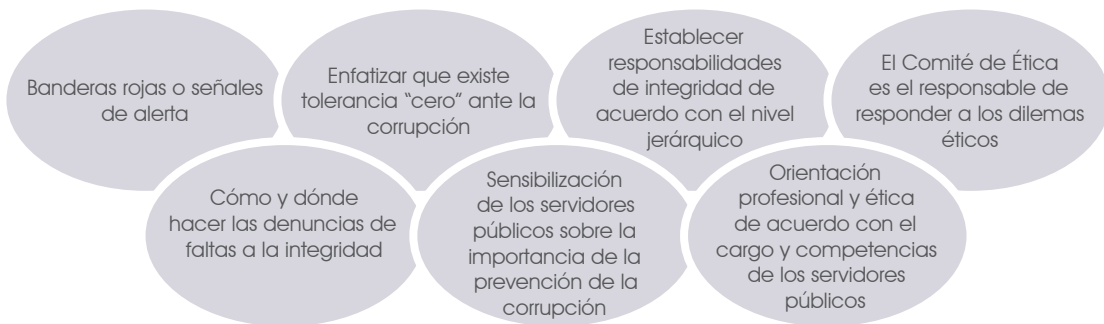 Banderas rojas o señales
de alerta
Enfatizar que existe
tolerancia “cero” ante la
corrupción
Establecer
responsabilidades
de integridad de
acuerdo con el nivel
jerárquico
El Comité de Ética
es el responsable de
responder a los dilemas
éticos
Cómo y dónde
hacer las denuncias de
faltas a la integridad
Sensibilización
de los servidores
públicos sobre la
importancia de la
prevención de la
corrupción
Orientación
profesional y ética
de acuerdo con el
cargo y competencias
de los servidores
públicos